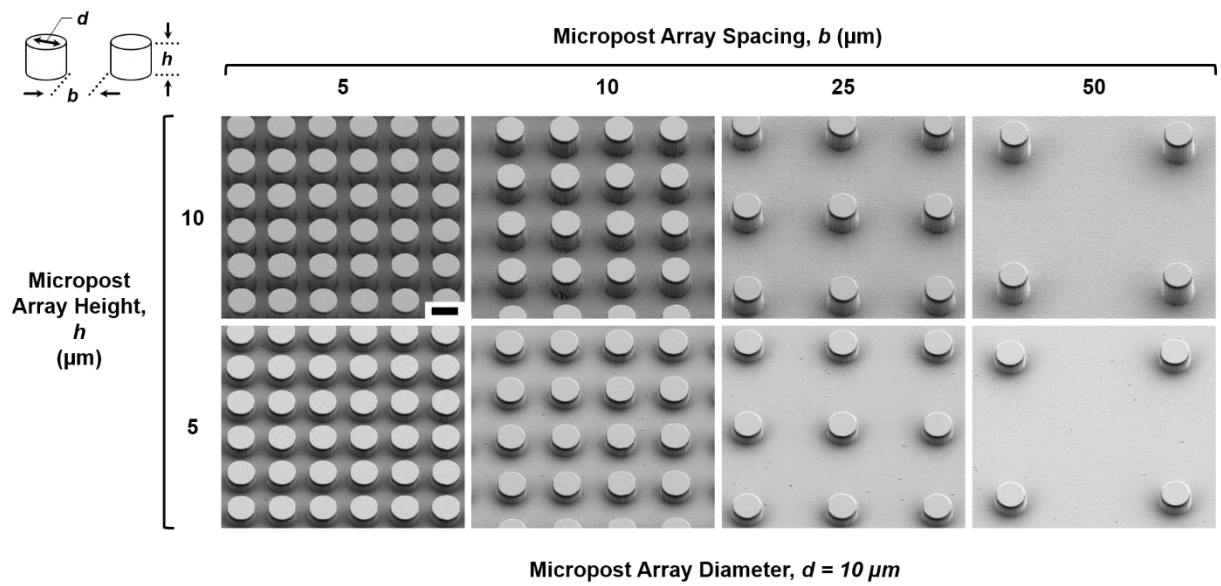 d
h
b
Micropost Array Spacing, b (µm)
5 10 25 50
10
Micropost
Array Height,
h
(µm)
5
Micropost Array Diameter, d = 10 µm